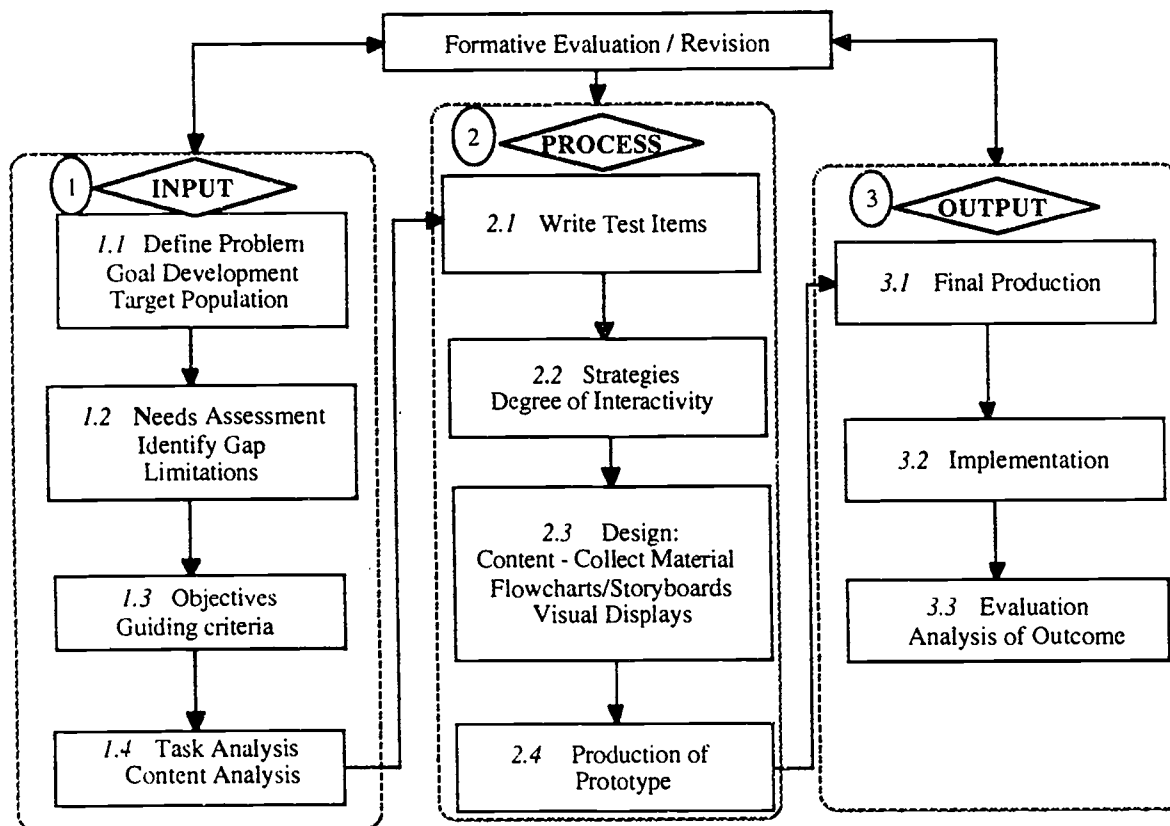 Formative Evaluation / Revision
1
INPUT
1.1 Define Problem
Goal Development
Target Population
1.2 Needs Assessment
Identify Gap
Limitations
1.3 Objectives
Guiding criteria
1.4 Task Analysis
Content Analysis
2
PROCESS
2.1 Write Test Items
2.2 Strategies
Degree of Interactivity
2.3 Design:
Content - Collect Material
Flowcharts/Storyboards
Visual Displays
2.4 Production of
Prototype
3
OUTPUT
3.1 Final Production
3.2 Implementation
3.3 Evaluation
Analysis of Outcome